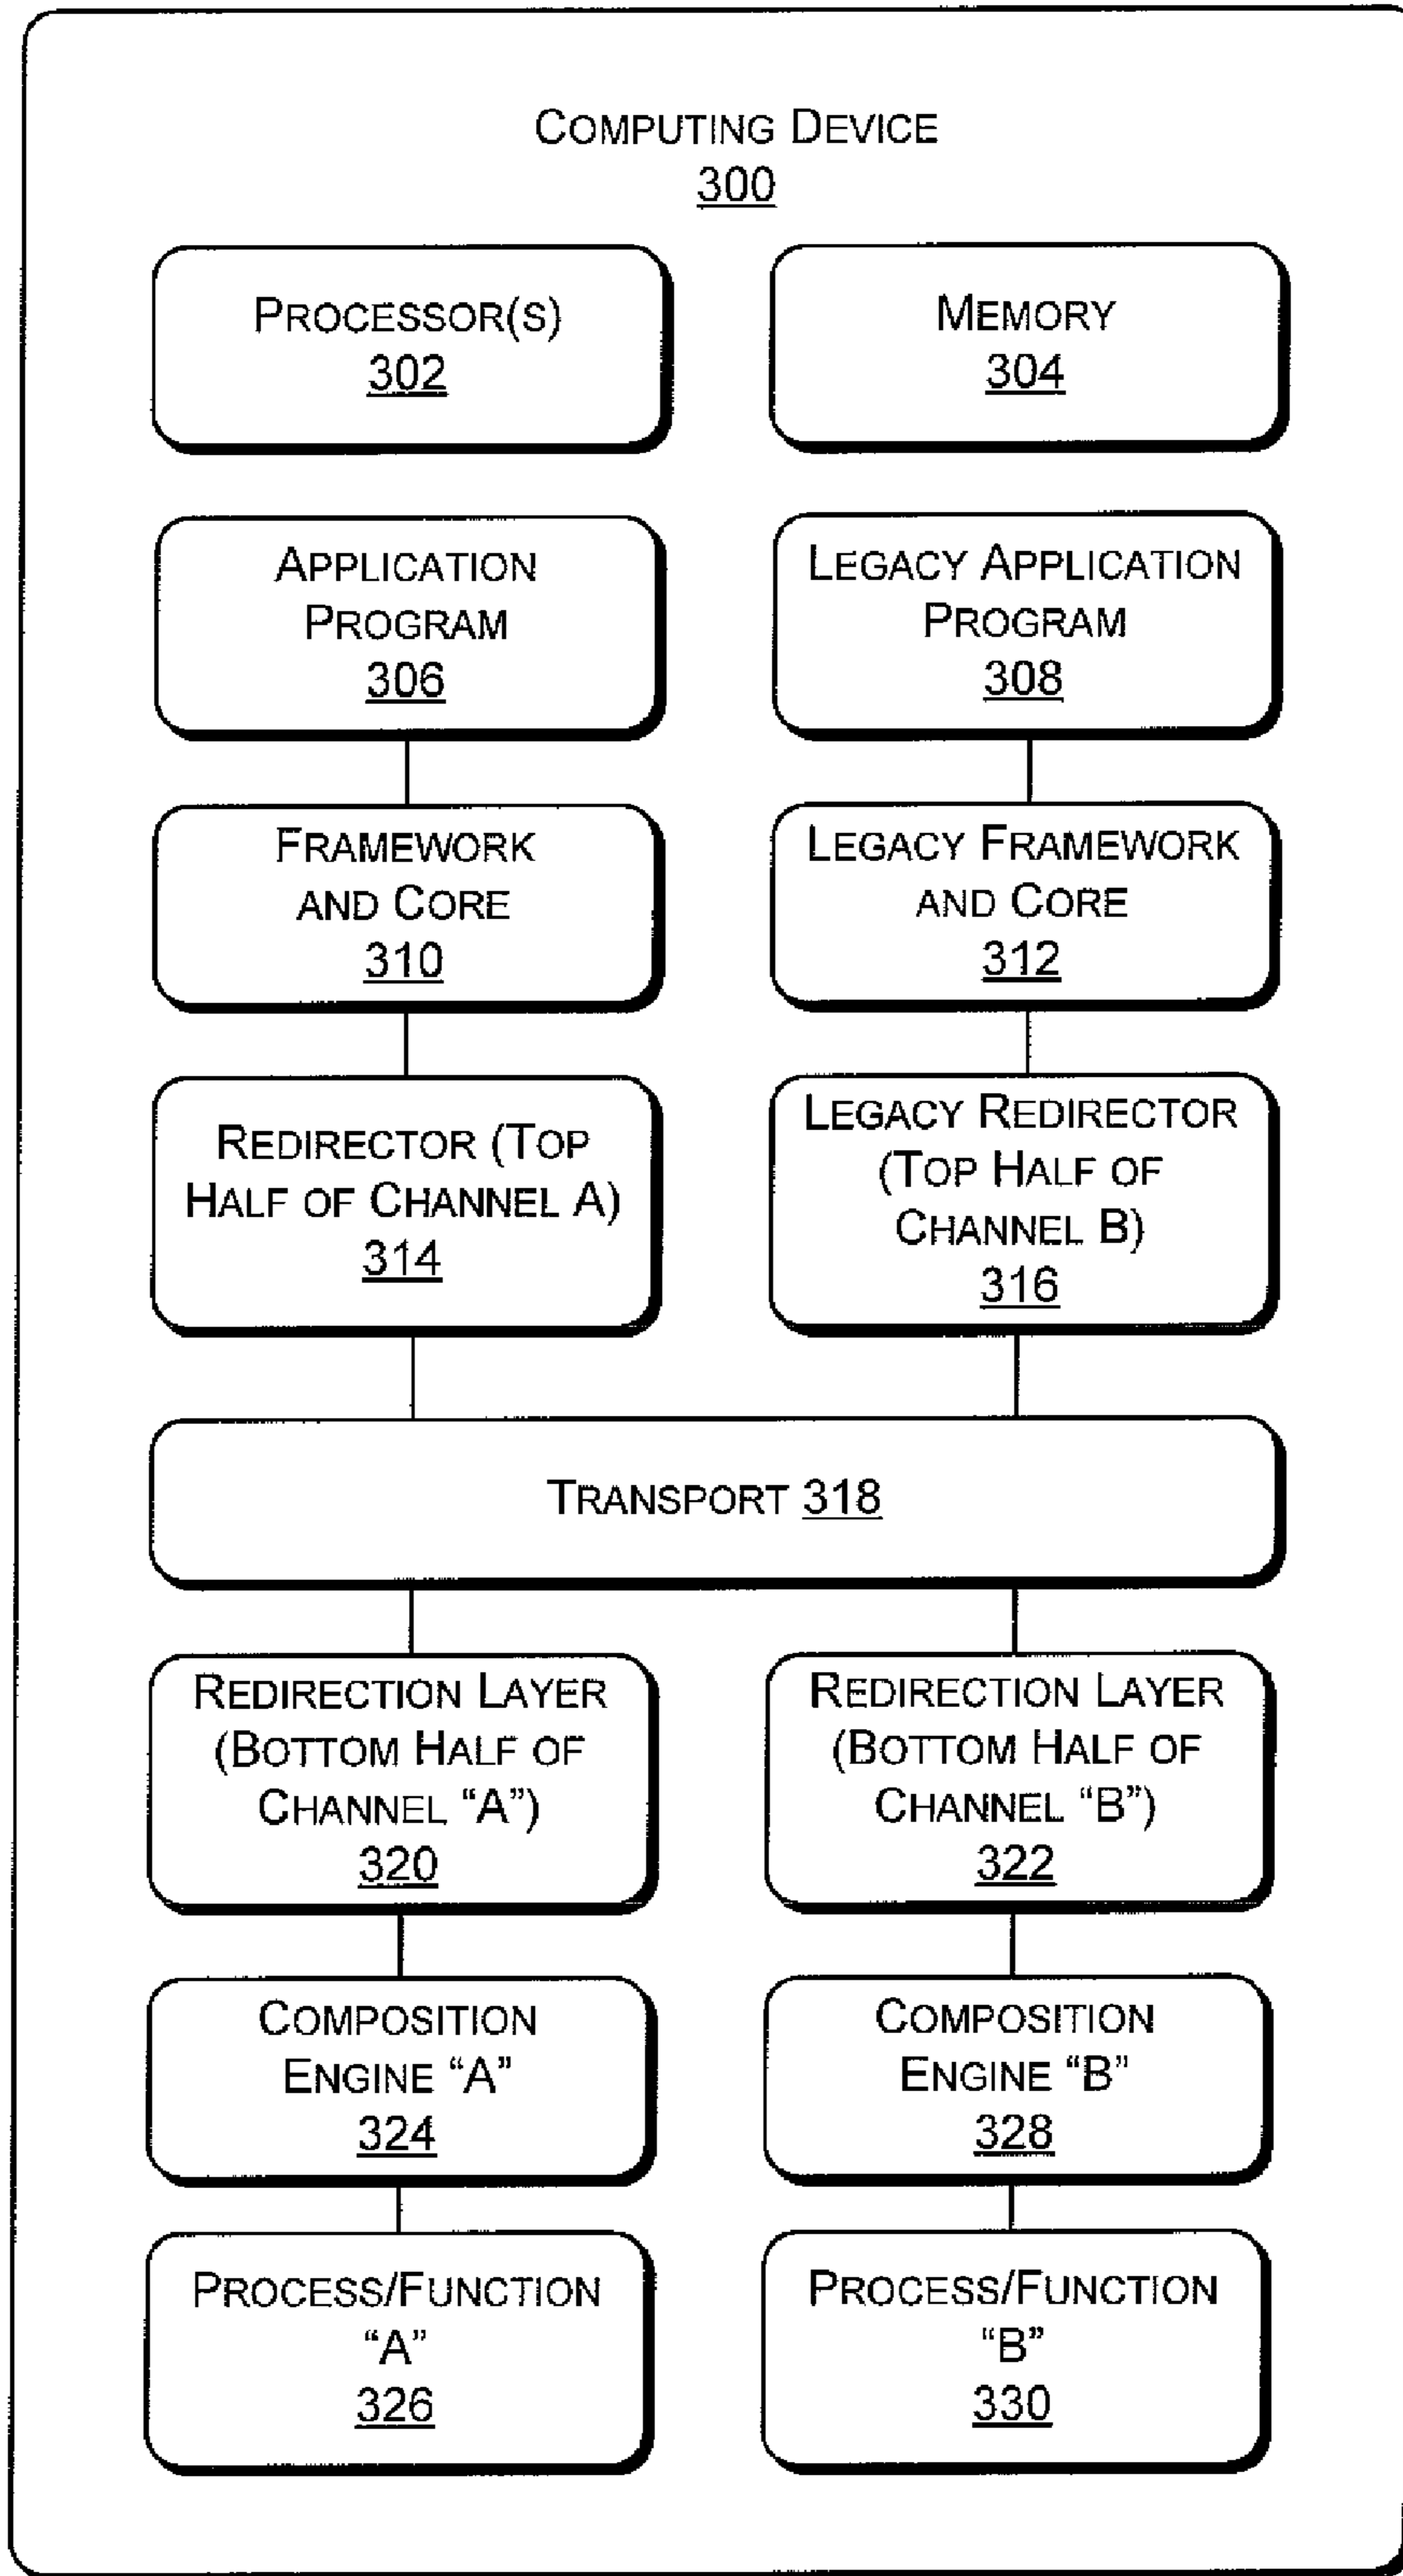 COMPUTING DEVICE
300
PROCESSOR(S)
302
MEMORY
304
APPLICATION
PROGRAM
306
LEGACY APPLICATION
PROGRAM
308
FRAMEWORK
AND CORE
310
LEGACY FRAMEWORK
AND CORE
312
REDIRECTOR (TOP
HALF OF CHANNEL A)
314
LEGACY REDIRECTOR
(TOP HALF OF
CHANNEL B)
316
TRANSPORT 318
REDIRECTION LAYER
(BOTTOM HALF OF
CHANNEL “A”)
320
REDIRECTION LAYER
(BOTTOM HALF OF
CHANNEL “B”)
322
COMPOSITION
ENGINE “A”
324
COMPOSITION
ENGINE “B”
328
PROCESS/FUNCTION
“A”
326
PROCESS/FUNCTION
“B”
330